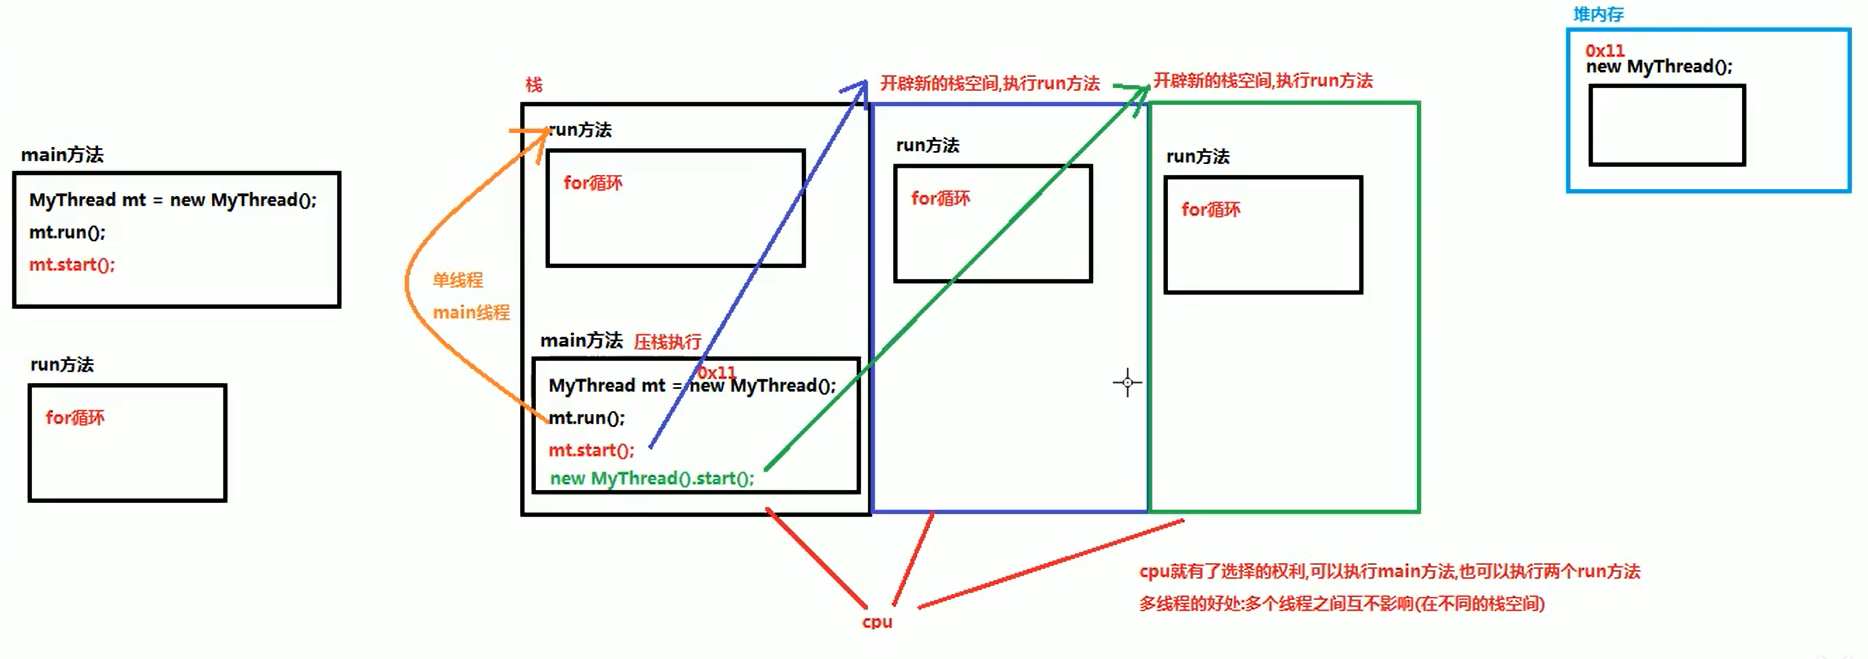 main方法
MyThread mt = new MyThread();
mt.run();
mt.start();
run方法
for循环
单线程
main线程
栈
run方法
for循环
main方法 压栈执行
0x11
MyThread mt = new MyThread();
mt.run();
mt.start();
new MyThread().start();
开辟新的栈空间,执行run方法
run方法
for循环
开辟新的栈空间,执行run方法
run方法
for循环
堆内存
0x11
new MyThread();
cpu
cpu就有了选择的权利,可以执行main方法,也可以执行两个run方法
多线程的好处:多个线程之间互不影响(在不同的栈空间)